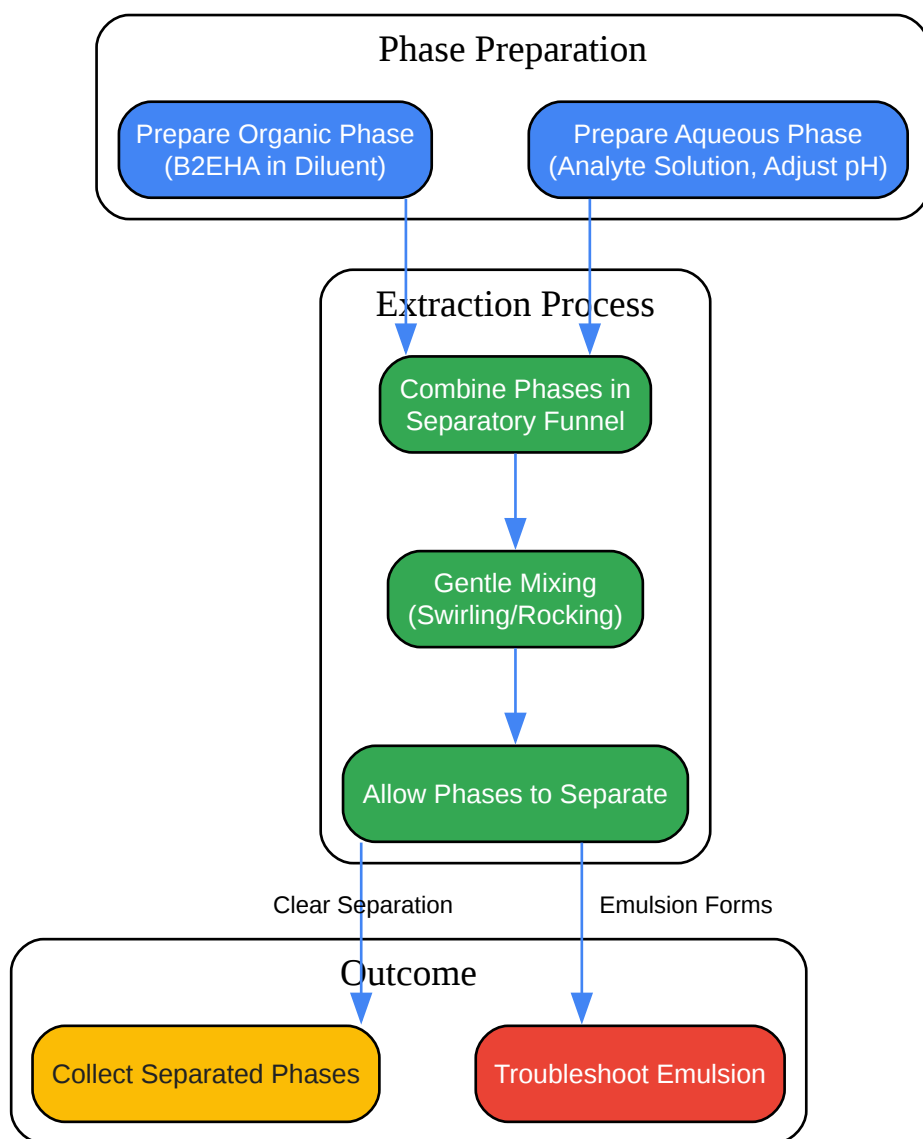 Phase Preparation
Prepare Organic Phase
(B2EHA in Diluent)
Prepare Aqueous Phase
(Analyte Solution, Adjust pH)
Extraction Process
Combine Phases in
Separatory Funnel
Gentle Mixing
(Swirling/Rocking)
Allow Phases to Separate
Clear Separation
Emulsion Forms
Outcome
Collect Separated Phases
Troubleshoot Emulsion